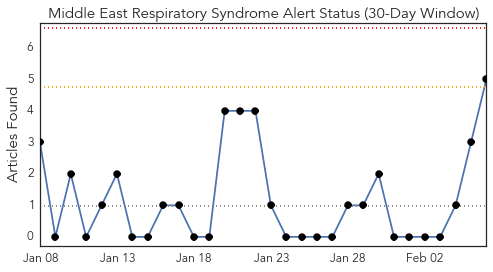 Middle East Respiratory Syndrome Alert Status (30-Day Window)
Articles Found
6
5
4
3
2
1
0
Jan 08
Jan 13
Jan 18
Jan 23
Jan 28
Feb 02